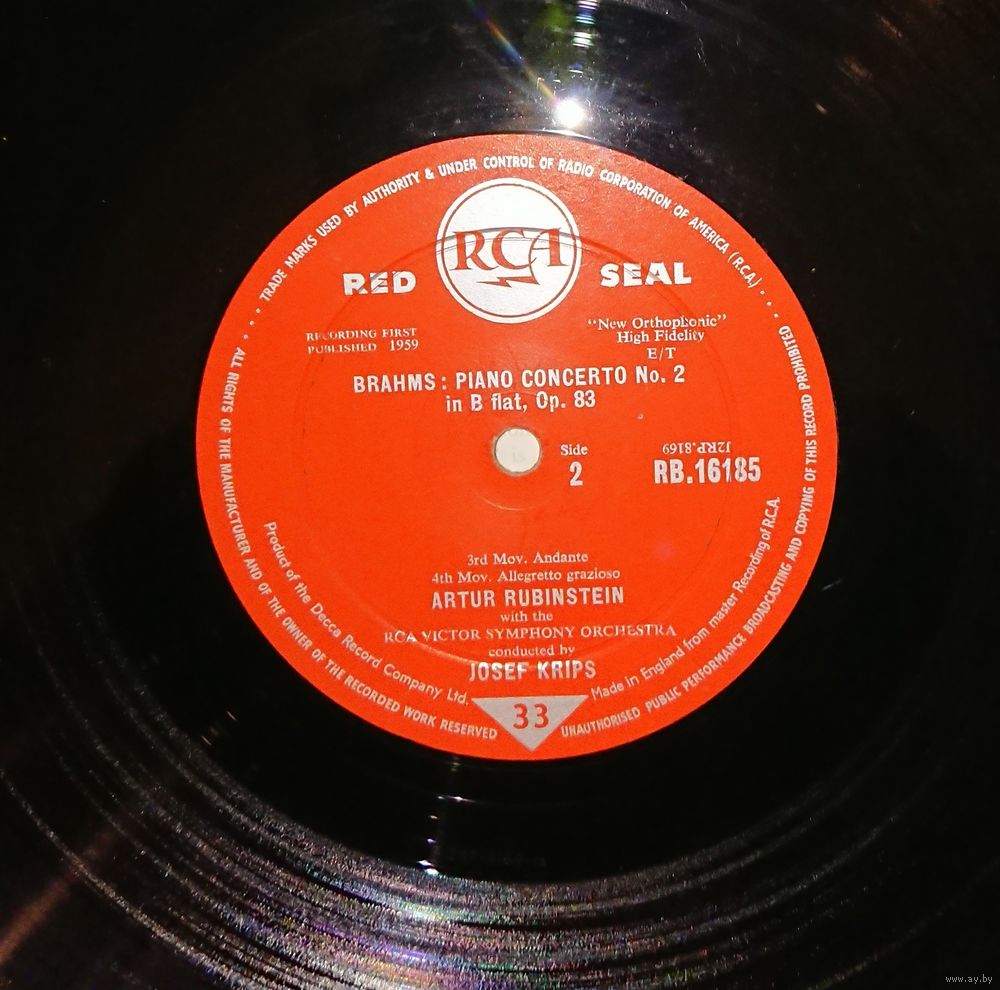 TRADE MARKS USED BY AUTHORITY & UNDER CONTROL OF RADIO CORPORATION OF AMERICA (R.C.A.)
RCA
RED SEAL
RECORDING FIRST
PUBLISHED 1959
“New Orthophonic”
High Fidelity
E/T
BRAHMS : PIANO CONCERTO No. 2
in B flat, Op. 83
Side
2
J2RP.8169
RB.16185
3rd Mov. Andante
4th Mov. Allegretto grazioso
ARTUR RUBINSTEIN
with the
RCA VICTOR SYMPHONY ORCHESTRA
conducted by
JOSEF KRIPS
Product of the Decca Record Company Ltd.
Made in England from master Recording of R.C.A.
33
ALL RIGHTS OF THE MANUFACTURER AND OF THE OWNER OF THE RECORDED WORK RESERVED
UNAUTHORISED PUBLIC PERFORMANCE BROADCASTING AND COPYING OF THIS RECORD PROHIBITED
www.ay.by